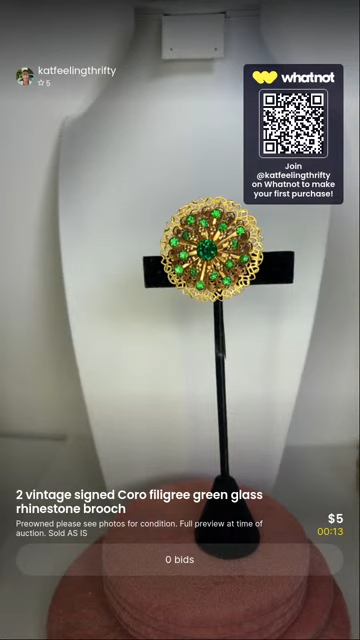 katfeelingthrifty
☆ 5
whatnot
Join
@katfeelingthrifty
on Whatnot to make
your first purchase!
2 vintage signed Coro filigree green glass
rhinestone brooch
Preowned please see photos for condition. Full preview at time of
auction. Sold AS IS
$5
00:13
0 bids